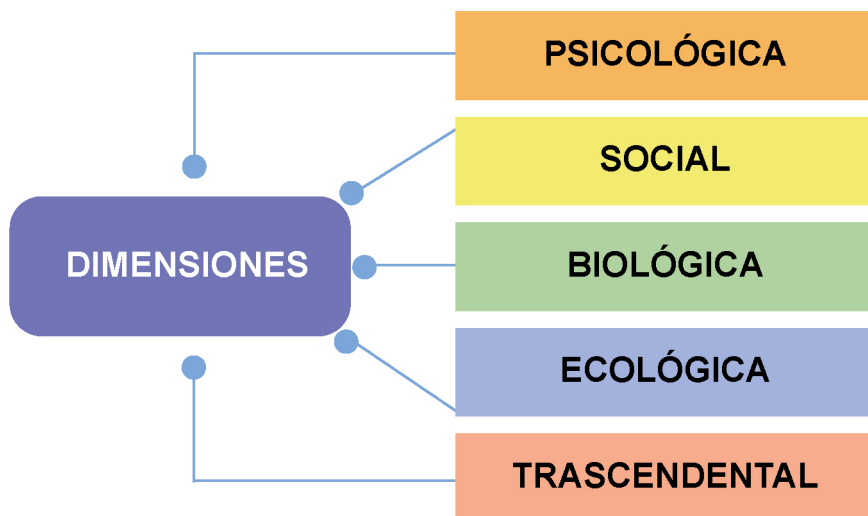 PSICOLÓGICA
SOCIAL
DIMENSIONES
BIOLÓGICA
ECOLÓGICA
TRASCENDENTAL